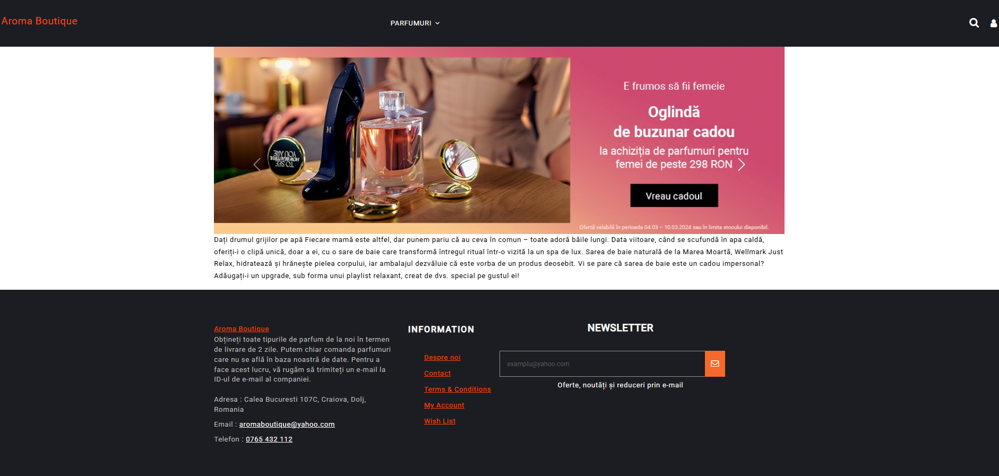 Aroma Boutique
PARFUMURI
E frumos să fii femeie
Oglindă
de buzunar cadou
la achiziția de parfumuri pentru
femei de peste 298 RON
Vreau cadoul
Ofertă valabilă în perioada 04.03 – 10.03.2024 sau în limita stocului disponibil.
TO SEE
YOU ARE
HOW BEAUTIFUL
Dați drumul grijilor pe apă Fiecare mamă este altfel, dar punem pariu că au ceva în comun – toate adoră băile lungi. Data viitoare, când se scufundă în apa caldă,
oferiți-i o clipă unică, doar a ei, cu o sare de baie care transformă întregul ritual într-o vizită la un spa de lux. Sarea de baie naturală de la Marea Moartă, Wellmark Just
Relax, hidratează și hrănește pielea corpului, iar ambalajul dezvăluie că este vorba de un produs deosebit. Vi se pare că sarea de baie este un cadou impersonal?
Adăugați-i un upgrade, sub forma unui playlist relaxant, creat de dvs. special pe gustul ei!
Aroma Boutique
Obțineți toate tipurile de parfum de la noi în termen
de livrare de 2 zile. Putem chiar comanda parfumuri
care nu se află în baza noastră de date. Pentru a
face acest lucru, vă rugăm să trimiteți un e-mail la
ID-ul de e-mail al companiei.
Adresa : Calea Bucuresti 107C, Craiova, Dolj,
Romania
Email : aromaboutique@yahoo.com
Telefon : 0765 432 112
INFORMATION
Despre noi
Contact
Terms & Conditions
My Account
Wish List
NEWSLETTER
examplu@yahoo.com
Oferte, noutăți și reduceri prin e-mail